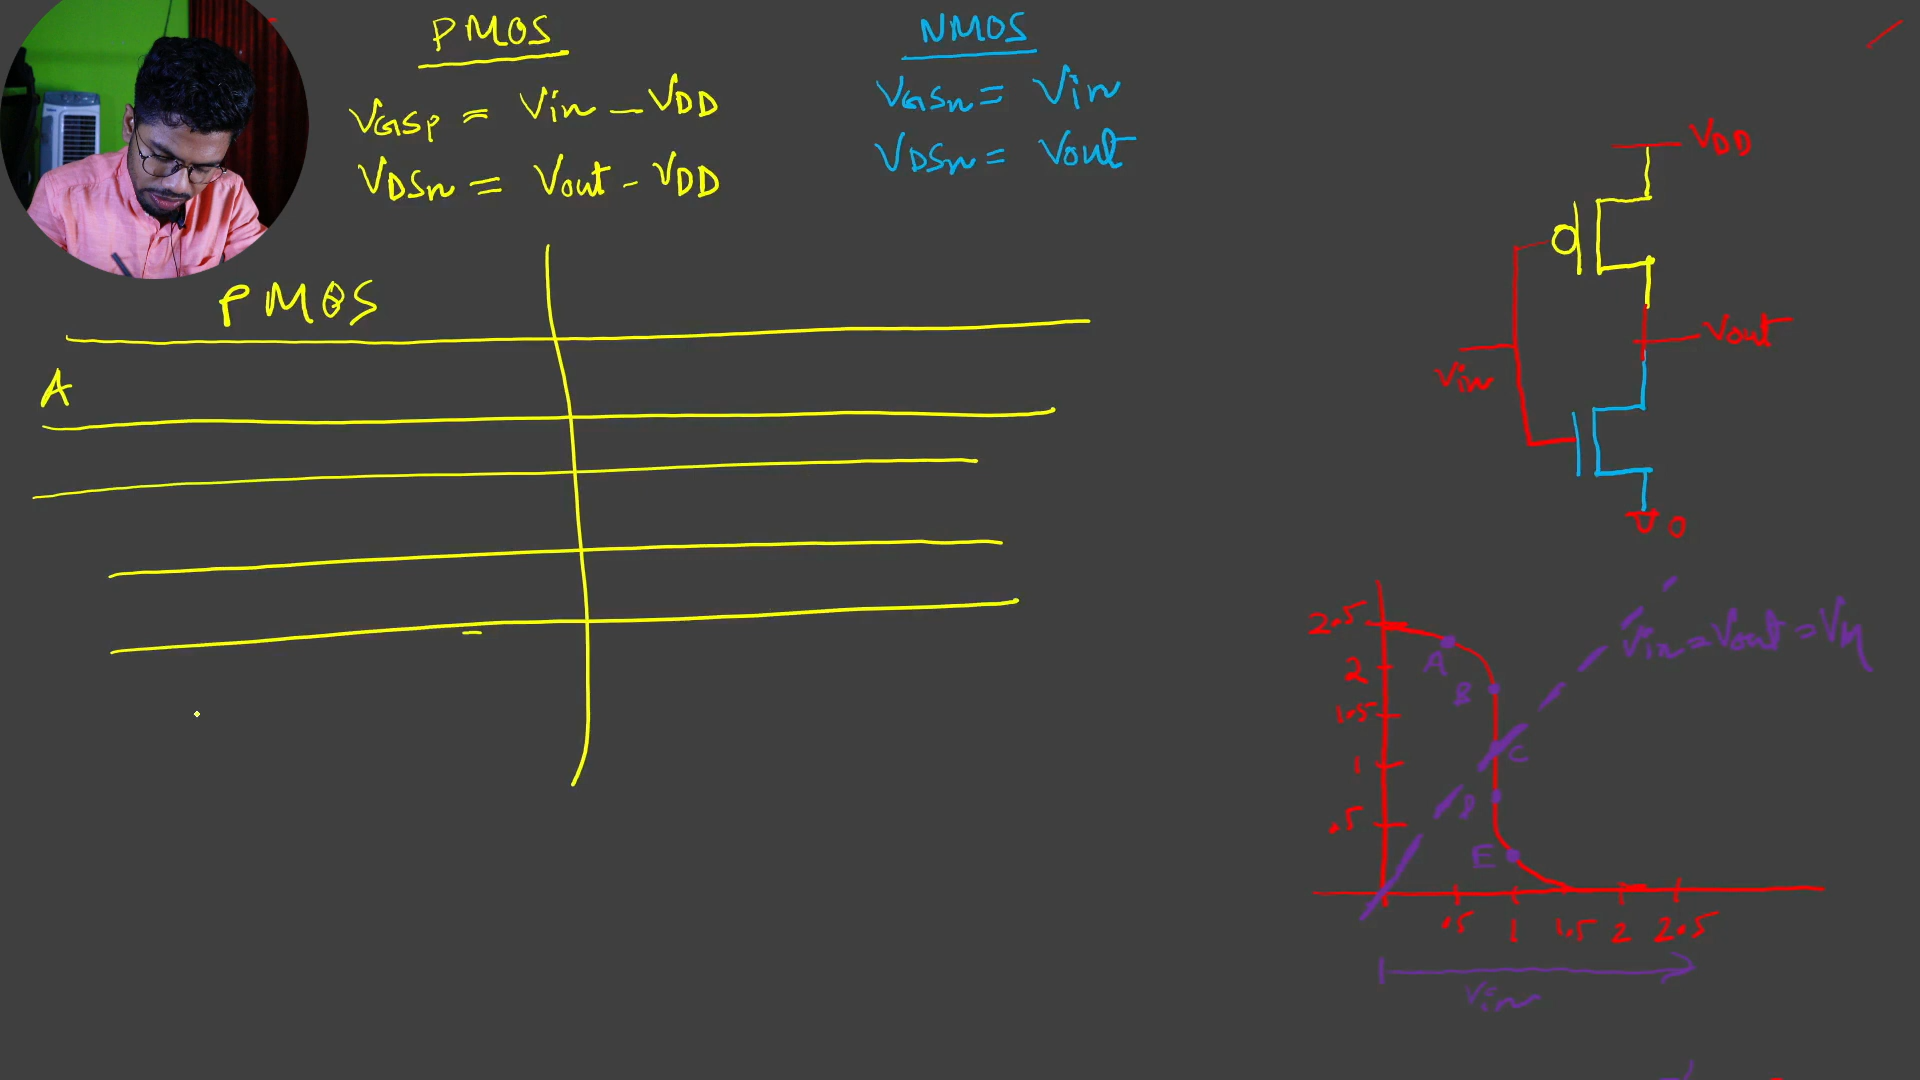 PMOS
VGSp = Vin - VDD
VDSn = Vout - VDD
NMOS
VGSn = Vin
VDSn = Vout
PMOS
A
VDD
Vin
Vout
0
2.5
2
1.5
1
.5
A
B
C
D
E
Vin = Vout = VM
.5 1 1.5 2 2.5
Vin